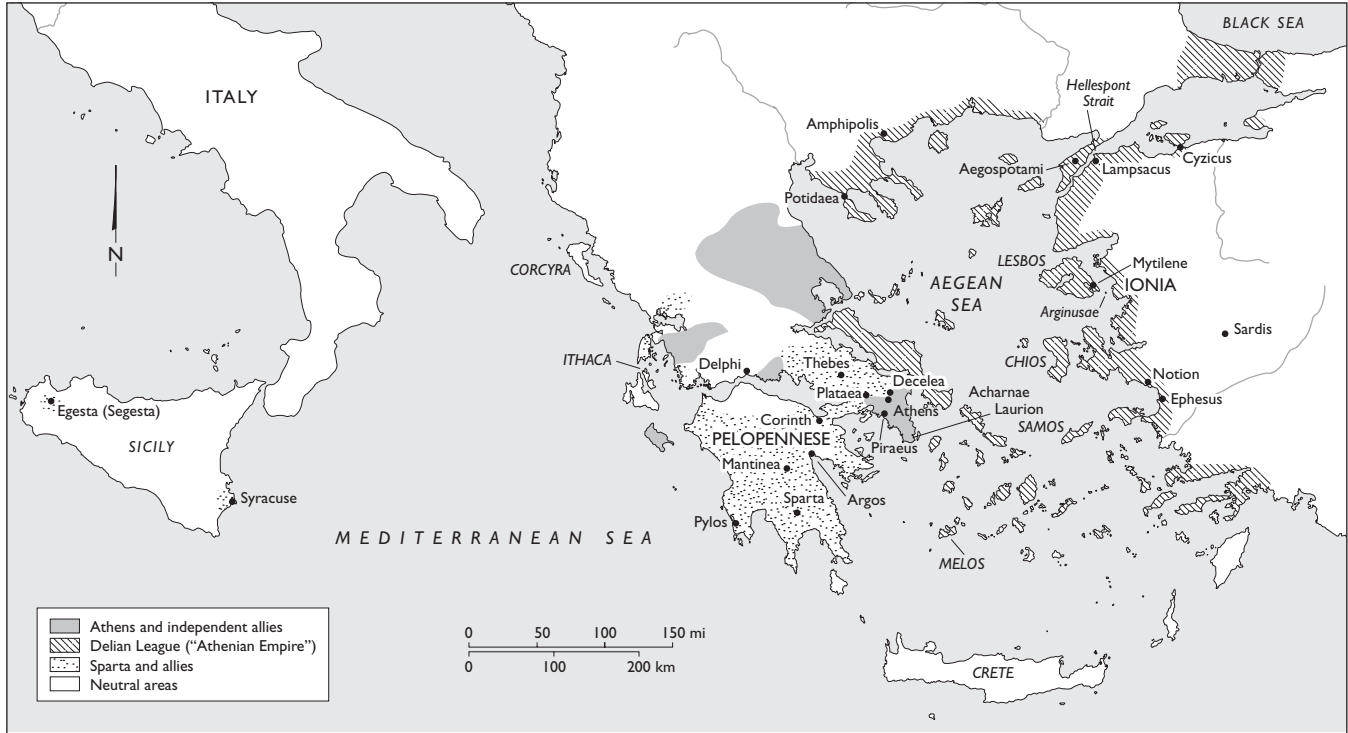 BLACK SEA
ITALY
Hellespont
Strait
Amphipolis
Aegospotami
Lampsacus
Cyzicus
Potidaea
N
CORCYRA
LESBOS
Mytilene
AEGEAN
SEA
IONIA
Arginusae
Sardis
ITHACA
Delphi
Thebes
CHIOS
Notion
Decelea
Plataea
Ephesus
Acharnae
Egesta (Segesta)
Athens
Laurion
Corinth
SAMOS
SICILY
PELOPENNESE
Piraeus
Mantinea
Syracuse
Sparta
Argos
Pylos
MEDITERRANEAN SEA
MELOS
Athens and independent allies
Delian League (“Athenian Empire”)
Sparta and allies
Neutral areas
0 50 100 150 mi
0 100 200 km
CRETE